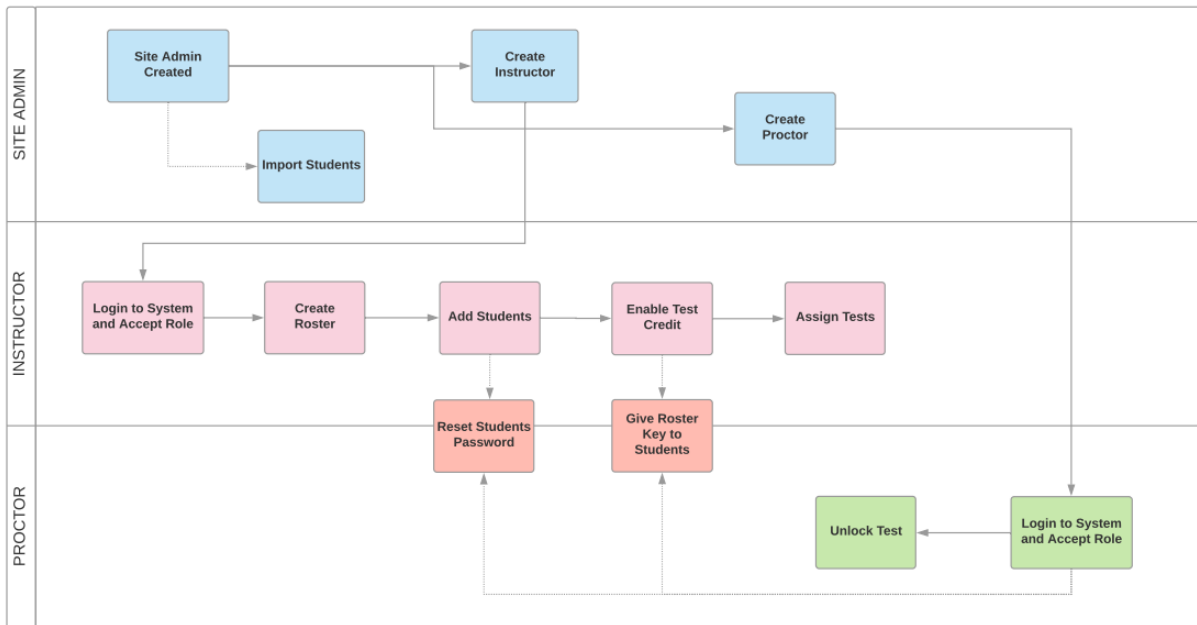 SITE ADMIN
Site Admin
Created
Create
Instructor
Create
Proctor
Import Students
INSTRUCTOR
Login to System
and Accept Role
Create
Roster
Add Students
Enable Test
Credit
Assign Tests
Reset Students
Password
Give Roster
Key to
Students
PROCTOR
Unlock Test
Login to System
and Accept Role